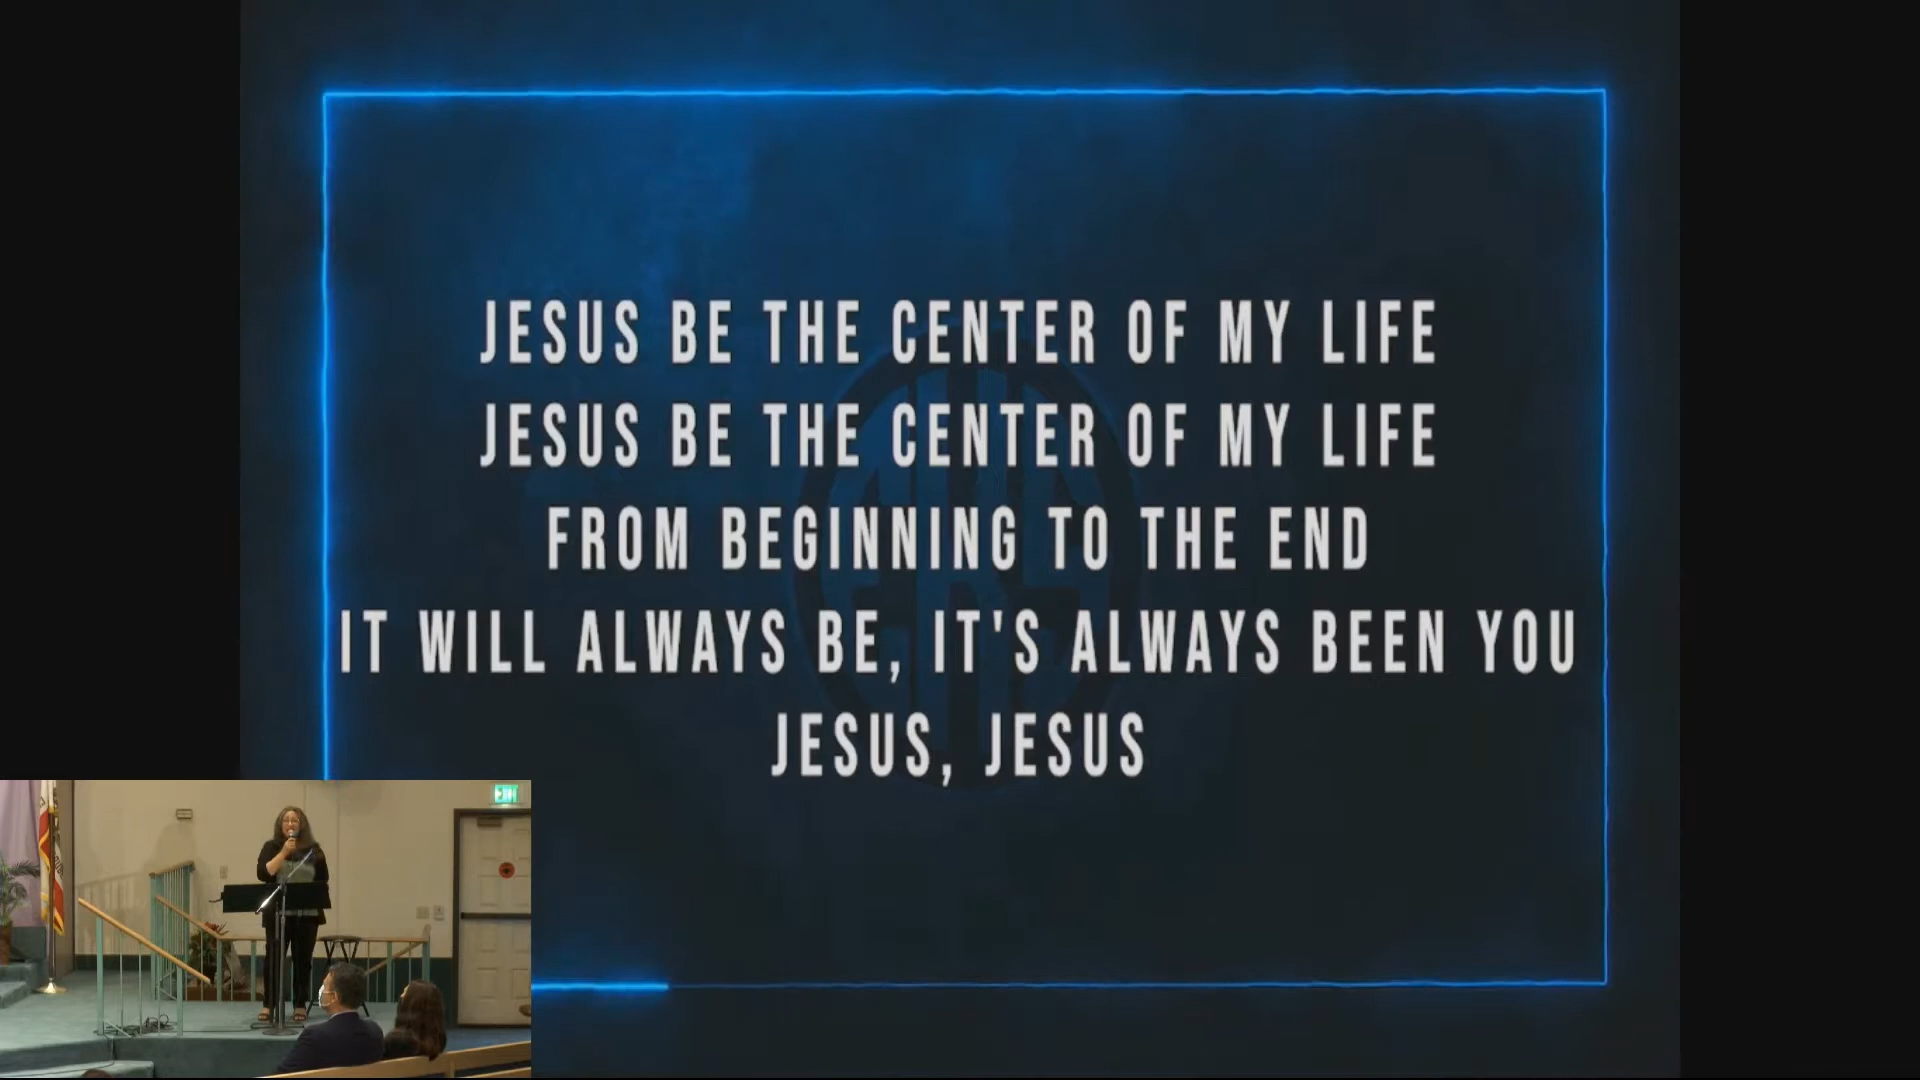 JESUS BE THE CENTER OF MY LIFE
JESUS BE THE CENTER OF MY LIFE
FROM BEGINNING TO THE END
IT WILL ALWAYS BE, IT'S ALWAYS BEEN YOU
JESUS, JESUS
EXIT